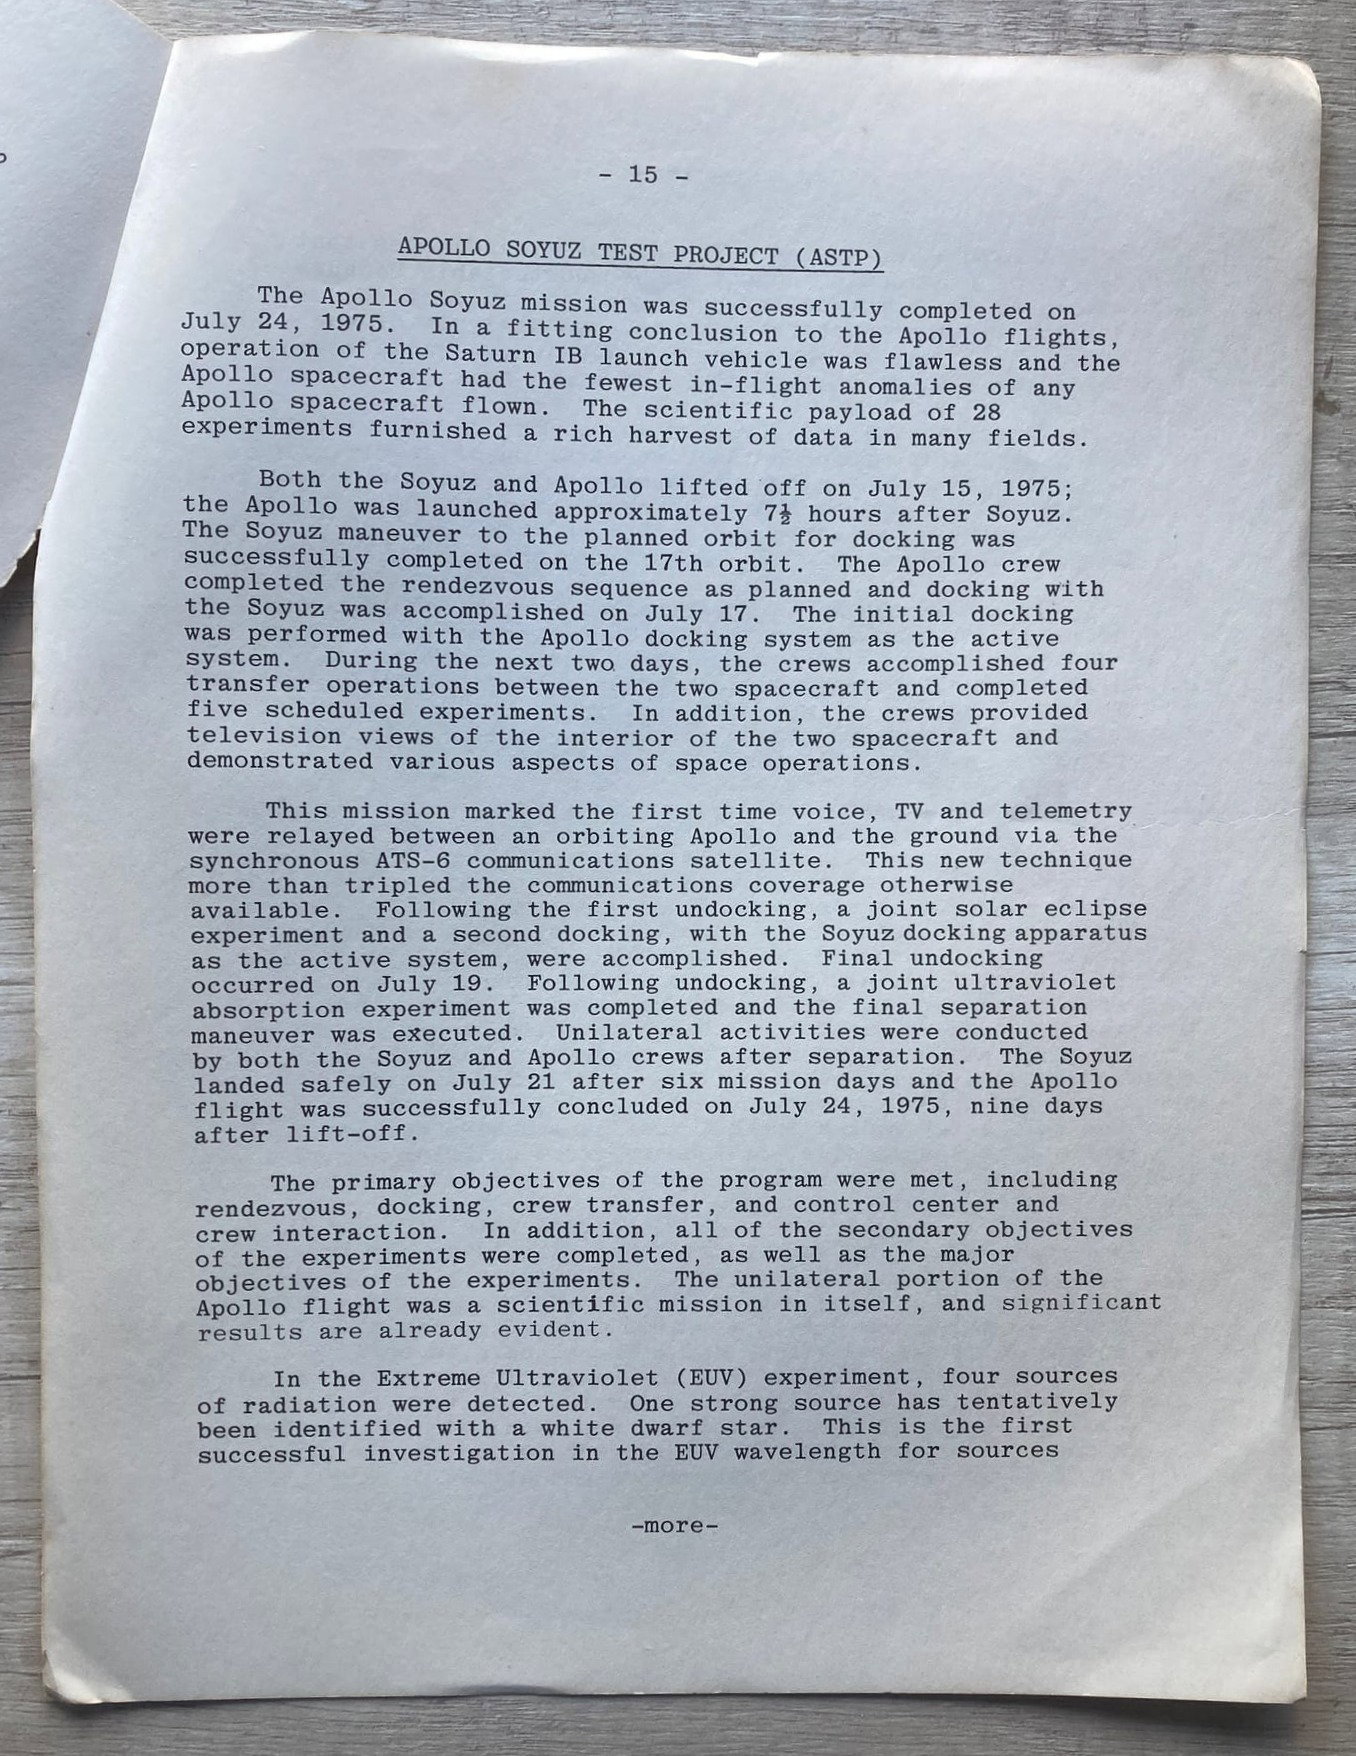 - 15 -
APOLLO SOYUZ TEST PROJECT (ASTP)
The Apollo Soyuz mission was successfully completed on
July 24, 1975. In a fitting conclusion to the Apollo flights,
operation of the Saturn IB launch vehicle was flawless and the
Apollo spacecraft had the fewest in-flight anomalies of any
Apollo spacecraft flown. The scientific payload of 28
experiments furnished a rich harvest of data in many fields.
Both the Soyuz and Apollo lifted off on July 15, 1975;
the Apollo was launched approximately 7½ hours after Soyuz.
The Soyuz maneuver to the planned orbit for docking was
successfully completed on the 17th orbit. The Apollo crew
completed the rendezvous sequence as planned and docking with
the Soyuz was accomplished on July 17. The initial docking
was performed with the Apollo docking system as the active
system. During the next two days, the crews accomplished four
transfer operations between the two spacecraft and completed
five scheduled experiments. In addition, the crews provided
television views of the interior of the two spacecraft and
demonstrated various aspects of space operations.
This mission marked the first time voice, TV and telemetry
were relayed between an orbiting Apollo and the ground via the
synchronous ATS-6 communications satellite. This new technique
more than tripled the communications coverage otherwise
available. Following the first undocking, a joint solar eclipse
experiment and a second docking, with the Soyuz docking apparatus
as the active system, were accomplished. Final undocking
occurred on July 19. Following undocking, a joint ultraviolet
absorption experiment was completed and the final separation
maneuver was executed. Unilateral activities were conducted
by both the Soyuz and Apollo crews after separation. The Soyuz
landed safely on July 21 after six mission days and the Apollo
flight was successfully concluded on July 24, 1975, nine days
after lift-off.
The primary objectives of the program were met, including
rendezvous, docking, crew transfer, and control center and
crew interaction. In addition, all of the secondary objectives
of the experiments were completed, as well as the major
objectives of the experiments. The unilateral portion of the
Apollo flight was a scientific mission in itself, and significant
results are already evident.
In the Extreme Ultraviolet (EUV) experiment, four sources
of radiation were detected. One strong source has tentatively
been identified with a white dwarf star. This is the first
successful investigation in the EUV wavelength for sources
-more-